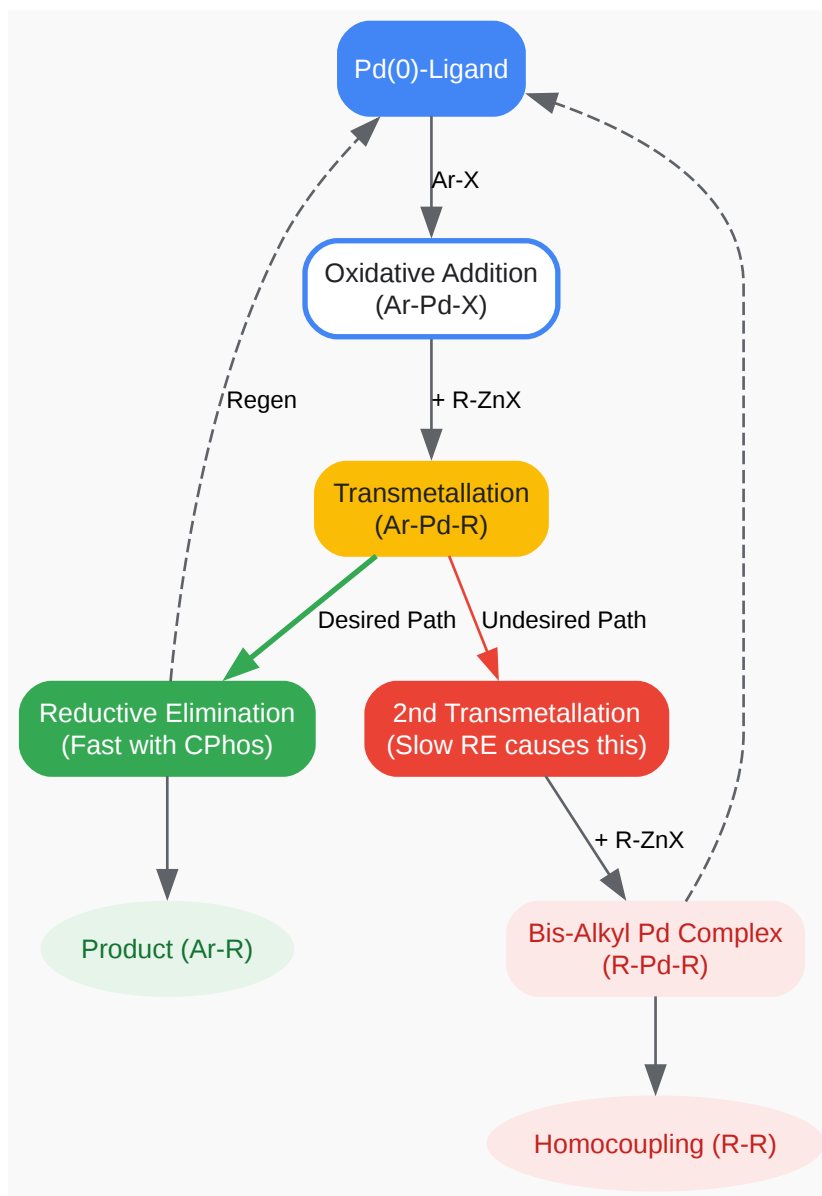 Pd(0)-Ligand
Ar-X
Oxidative Addition
(Ar-Pd-X)
Regen
+ R-ZnX
Transmetallation
(Ar-Pd-R)
Desired Path
Undesired Path
Reductive Elimination
(Fast with CPhos)
2nd Transmetallation
(Slow RE causes this)
+ R-ZnX
Product (Ar-R)
Bis-Alkyl Pd Complex
(R-Pd-R)
Homocoupling (R-R)